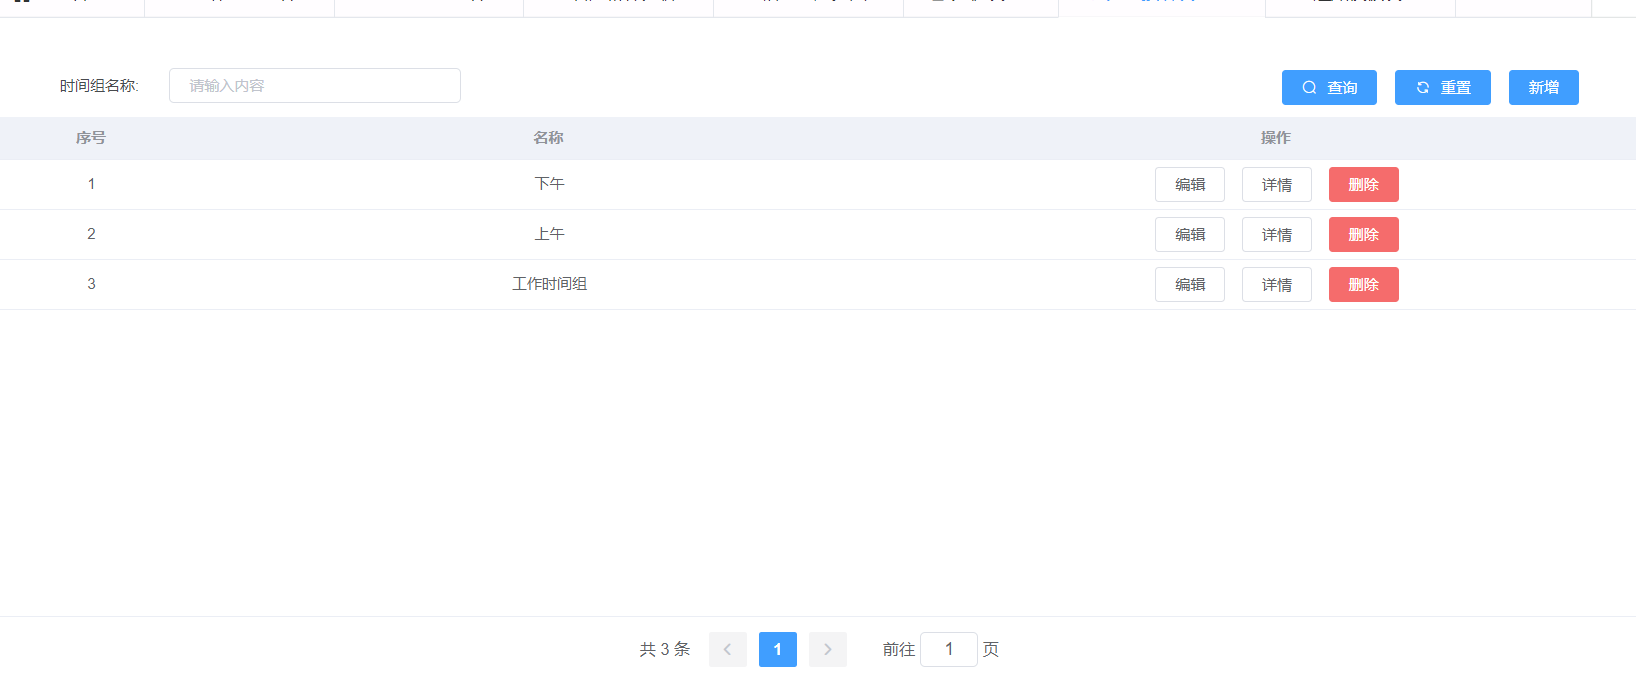 时间组名称: 请输入内容 查询 重置 新增
序号 名称 操作
1 下午 编辑 详情 删除
2 上午 编辑 详情 删除
3 工作时间组 编辑 详情 删除
共 3 条 1 前往 1 页